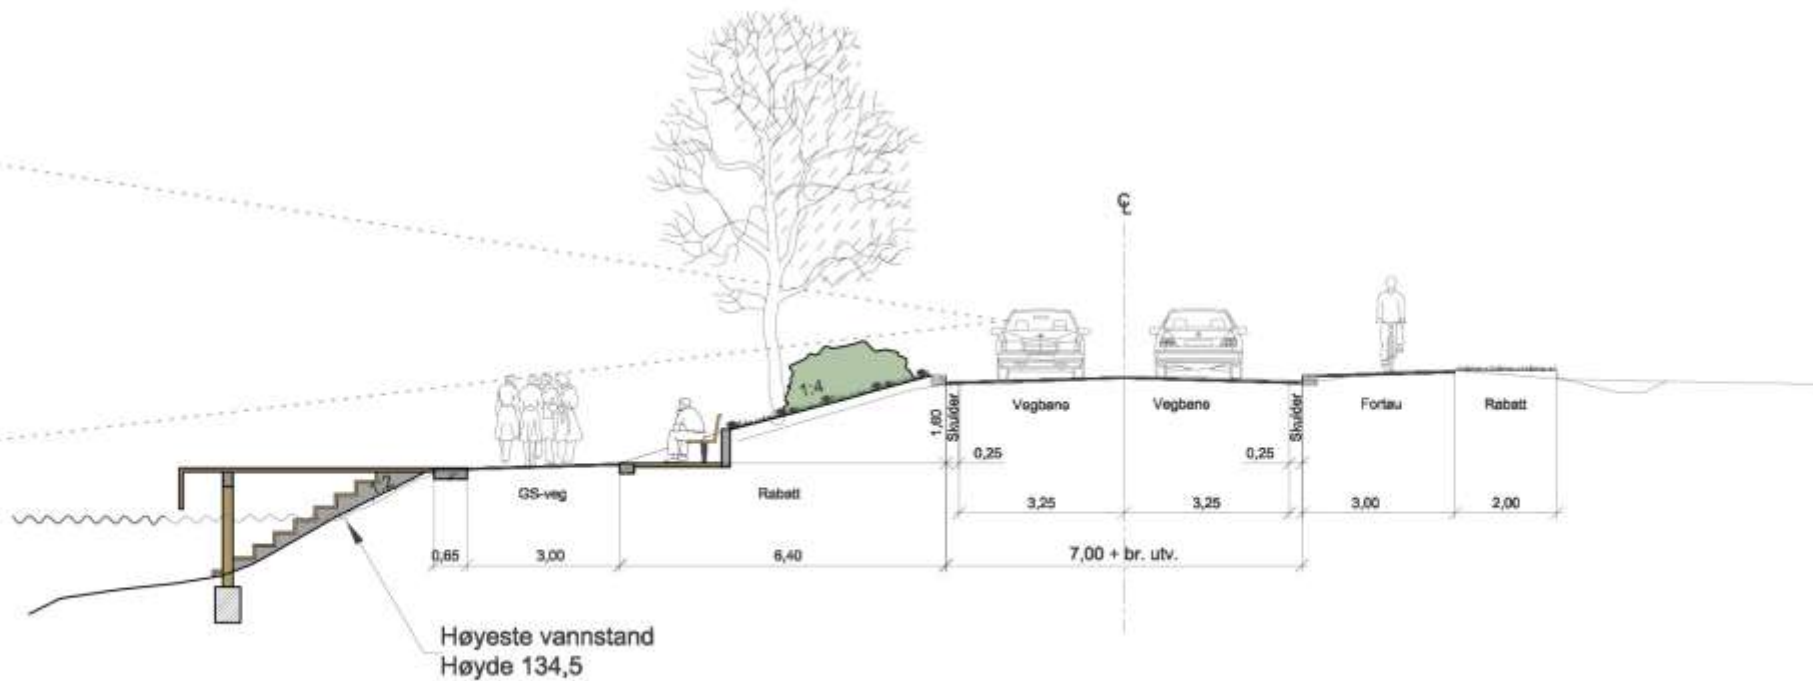 ℄
1:4
Vegbane
Vegbane
Fortau
Rabatt
1,80
Skulder
Skulder
0,25
0,25
1:2
GS-veg
Rabatt
3,25
3,25
3,00
2,00
0,65
3,00
6,40
7,00 + br. utv.
Høyeste vannstand
Høyde 134,5